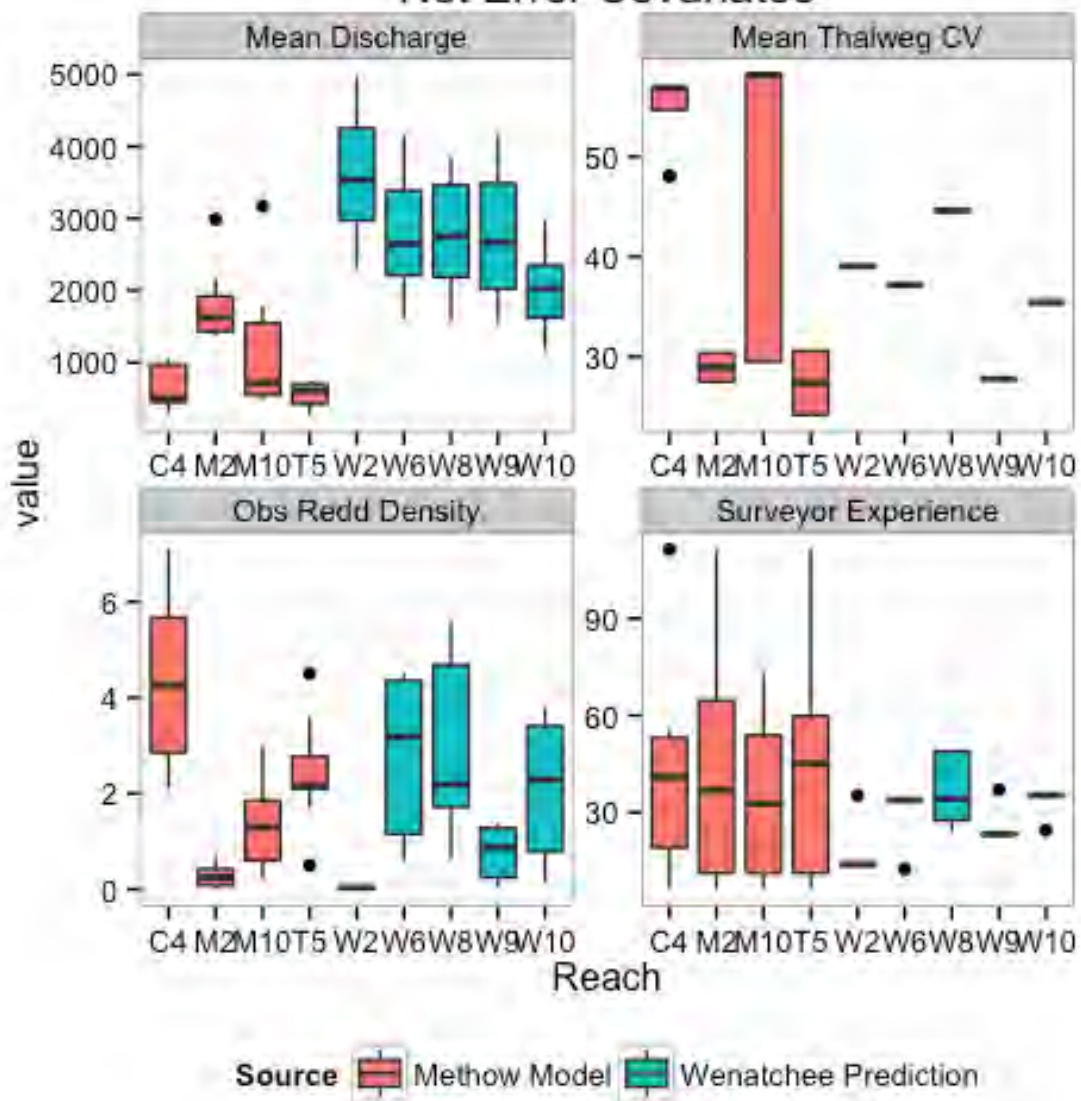 Mean Discharge
Mean Thalweg CV
5000
4000
3000
2000
1000
50
40
30
C4 M2 M10 T5 W2 W6 W8 W9 W10
C4 M2 M10 T5 W2 W6 W8 W9 W10
value
Obs Redd Density
Surveyor Experience
6
4
2
0
90
60
30
C4 M2 M10 T5 W2 W6 W8 W9 W10
C4 M2 M10 T5 W2 W6 W8 W9 W10
Reach
Source Methow Model Wenatchee Prediction